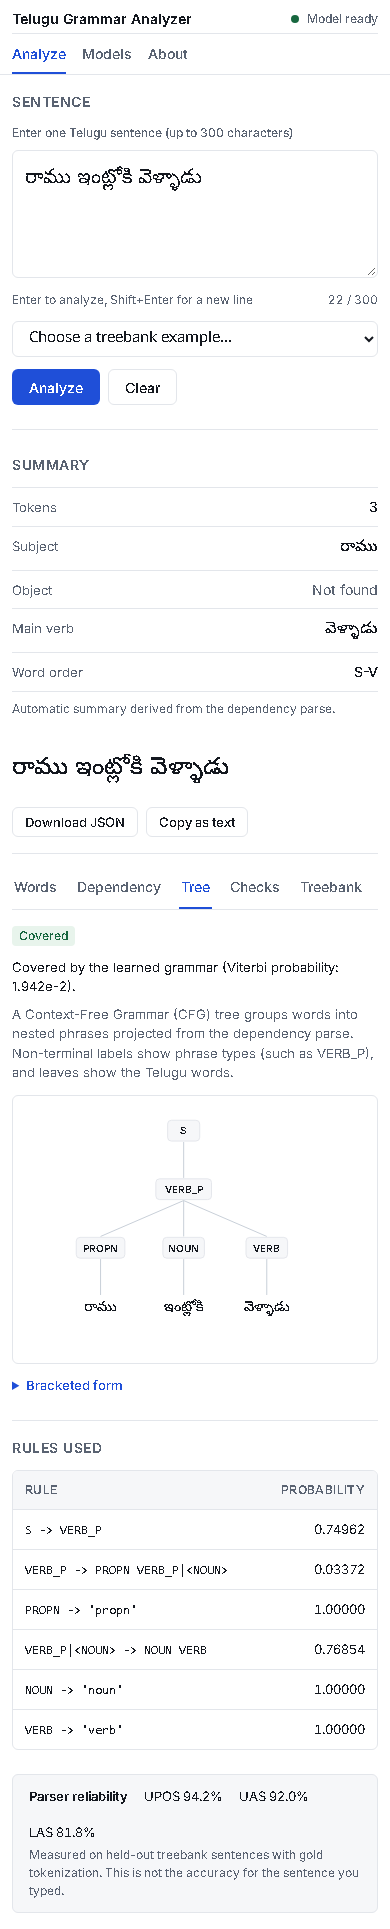 Telugu Grammar Analyzer
Model ready
Analyze Models About
SENTENCE
Enter one Telugu sentence (up to 300 characters)
రాము ఇంట్లోకి వెళ్ళాడు
Enter to analyze, Shift+Enter for a new line 22 / 300
Choose a treebank example...
Analyze Clear
SUMMARY
Tokens 3
Subject రాము
Object Not found
Main verb వెళ్ళాడు
Word order S-V
Automatic summary derived from the dependency parse.
రాము ఇంట్లోకి వెళ్ళాడు
Download JSON Copy as text
Words Dependency Tree Checks Treebank
Covered
Covered by the learned grammar (Viterbi probability:
1.942e-2).
A Context-Free Grammar (CFG) tree groups words into
nested phrases projected from the dependency parse.
Non-terminal labels show phrase types (such as VERB_P),
and leaves show the Telugu words.
S
VERB_P
PROPN NOUN VERB
రాము ఇంట్లోకి వెళ్ళాడు
Bracketed form
RULES USED
RULE PROBABILITY
S -> VERB_P 0.74962
VERB_P -> PROPN VERB_P|<NOUN> 0.03372
PROPN -> 'propn' 1.00000
VERB_P|<NOUN> -> NOUN VERB 0.76854
NOUN -> 'noun' 1.00000
VERB -> 'verb' 1.00000
Parser reliability UPOS 94.2% UAS 92.0%
LAS 81.8%
Measured on held-out treebank sentences with gold
tokenization. This is not the accuracy for the sentence you
typed.